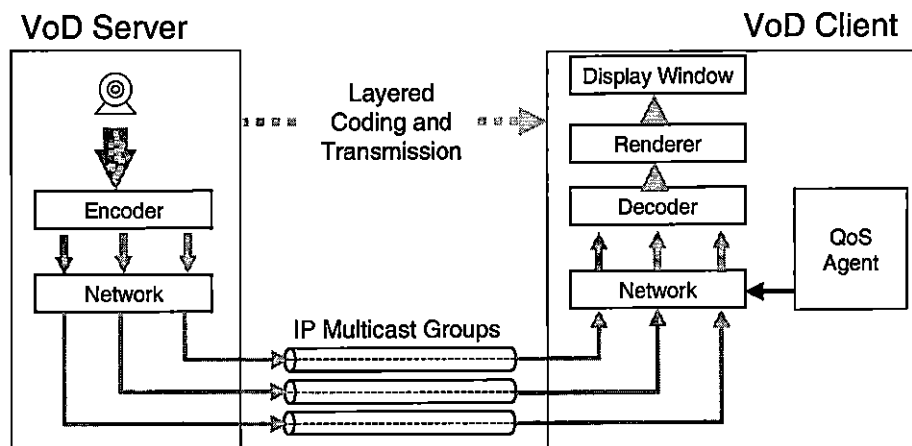 VoD Server
VoD Client
Layered
Coding and
Transmission
Display Window
Renderer
Encoder
Decoder
QoS
Agent
Network
Network
IP Multicast Groups